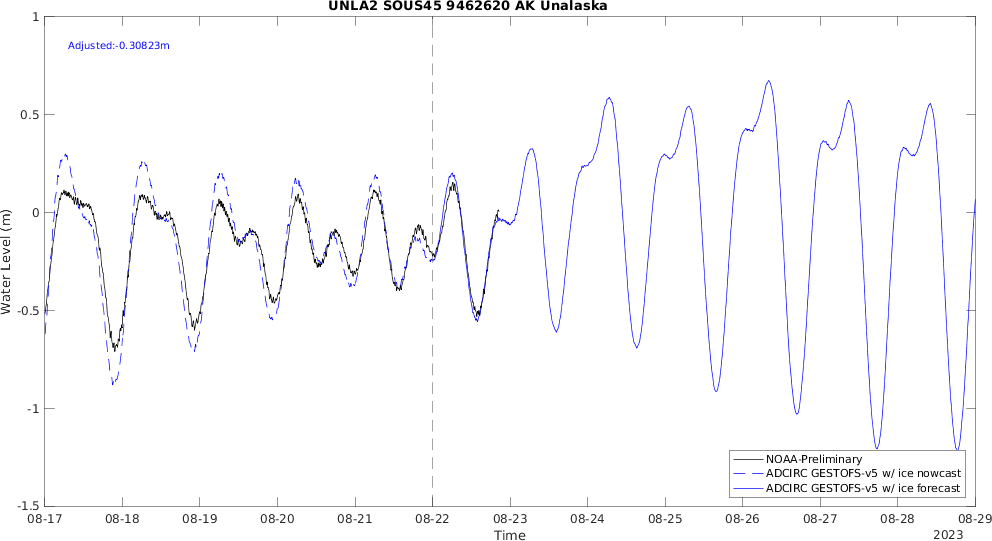 UNLA2 SOUS45 9462620 AK Unalaska
Adjusted:-0.30823m
1
0.5
0
-0.5
-1
-1.5
Water Level (m)
NOAA-Preliminary
ADCIRC GESTOFS-v5 w/ ice nowcast
ADCIRC GESTOFS-v5 w/ ice forecast
08-17 08-18 08-19 08-20 08-21 08-22 08-23 08-24 08-25 08-26 08-27 08-28 08-29
Time
2023